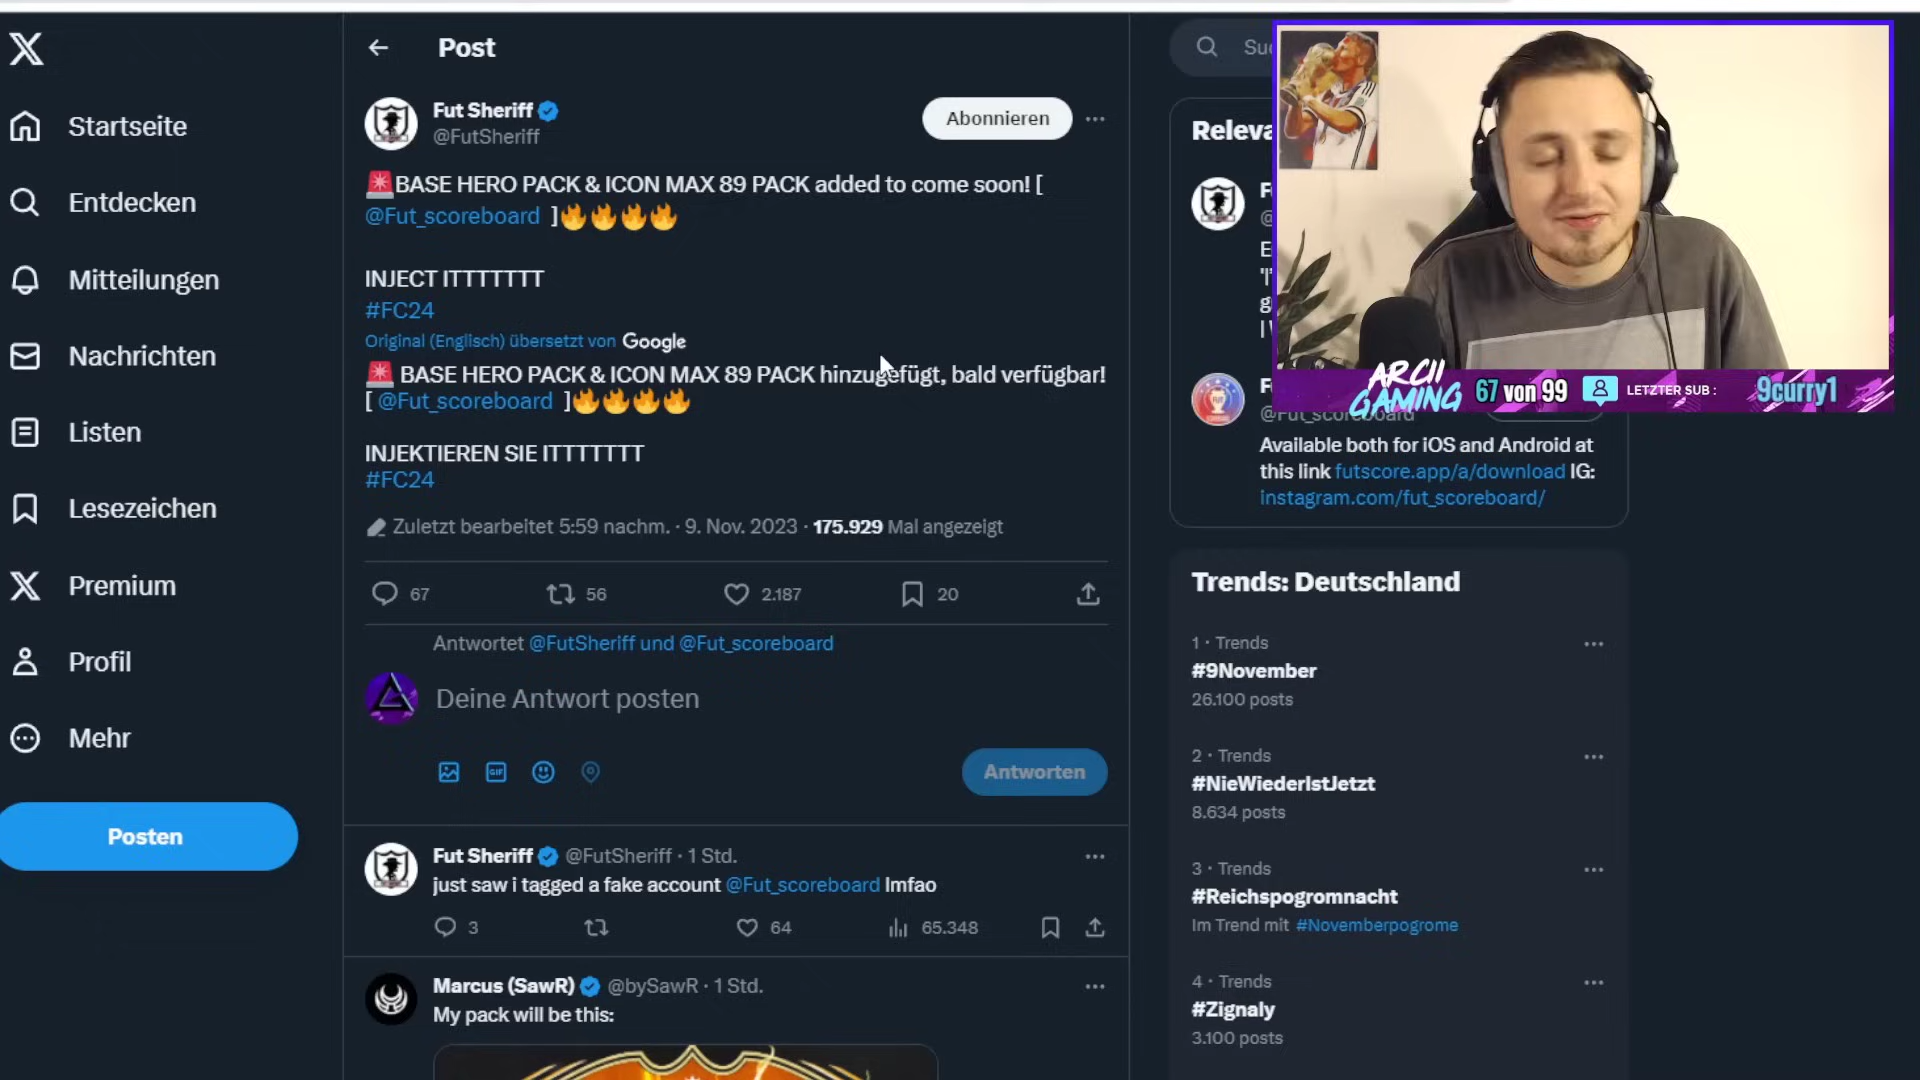 Post
Startseite
Entdecken
Mitteilungen
Nachrichten
Listen
Lesezeichen
Premium
Profil
Mehr
Posten
Fut Sheriff
@FutSheriff
Abonnieren
🚨BASE HERO PACK & ICON MAX 89 PACK added to come soon! [
@Fut_scoreboard ]🔥🔥🔥🔥
INJECT ITTTTTTT
#FC24
Original (Englisch) übersetzt von Google
🚨 BASE HERO PACK & ICON MAX 89 PACK hinzugefügt, bald verfügbar!
[ @Fut_scoreboard ]🔥🔥🔥🔥
INJEKTIEREN SIE ITTTTTTT
#FC24
Zuletzt bearbeitet 5:59 nachm. · 9. Nov. 2023 · 175.929 Mal angezeigt
67 56 2.187 20
Antwortet @FutSheriff und @Fut_scoreboard
Deine Antwort posten
GIF
Antworten
Fut Sheriff @FutSheriff · 1 Std.
just saw i tagged a fake account @Fut_scoreboard lmfao
3 64 65.348
Marcus (SawR) @bySawR · 1 Std.
My pack will be this:
Releva
ARCII
GAMING
67 von 99
LETZTER SUB :
9curry1
@Fut_scoreboard
Available both for iOS and Android at
this link futscore.app/a/download IG:
instagram.com/fut_scoreboard/
Trends: Deutschland
1 · Trends
#9November
26.100 posts
2 · Trends
#NieWiederIstJetzt
8.634 posts
3 · Trends
#Reichspogromnacht
Im Trend mit #Novemberpogrome
4 · Trends
#Zignaly
3.100 posts